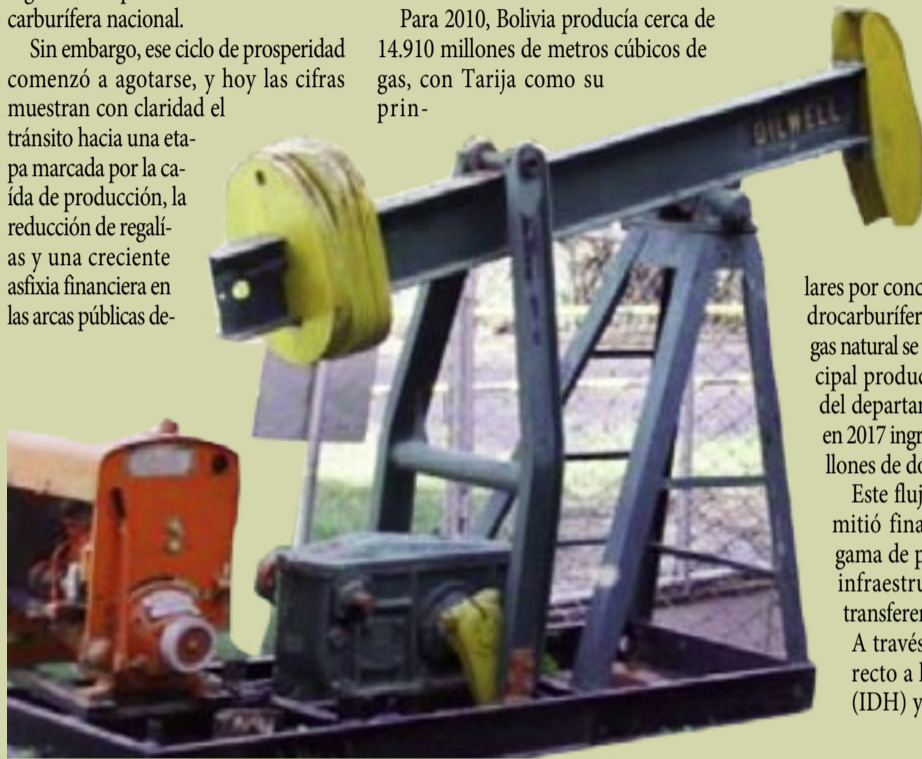 carburífera nacional.
Sin embargo, ese ciclo de prosperidad
comenzó a agotarse, y hoy las cifras
muestran con claridad el
tránsito hacia una eta-
pa marcada por la ca-
ída de producción, la
reducción de regalí-
as y una creciente
asfixia financiera en
las arcas públicas de-
Para 2010, Bolivia producía cerca de
14.910 millones de metros cúbicos de
gas, con Tarija como su
prin-
OILWELL
lares por conc
drocarburífer
gas natural se
cipal produc
del departar
en 2017 ingr
llones de do
Este fluj
mitió fina
gama de p
infraestru
transferen
A través
recto a
(IDH) y